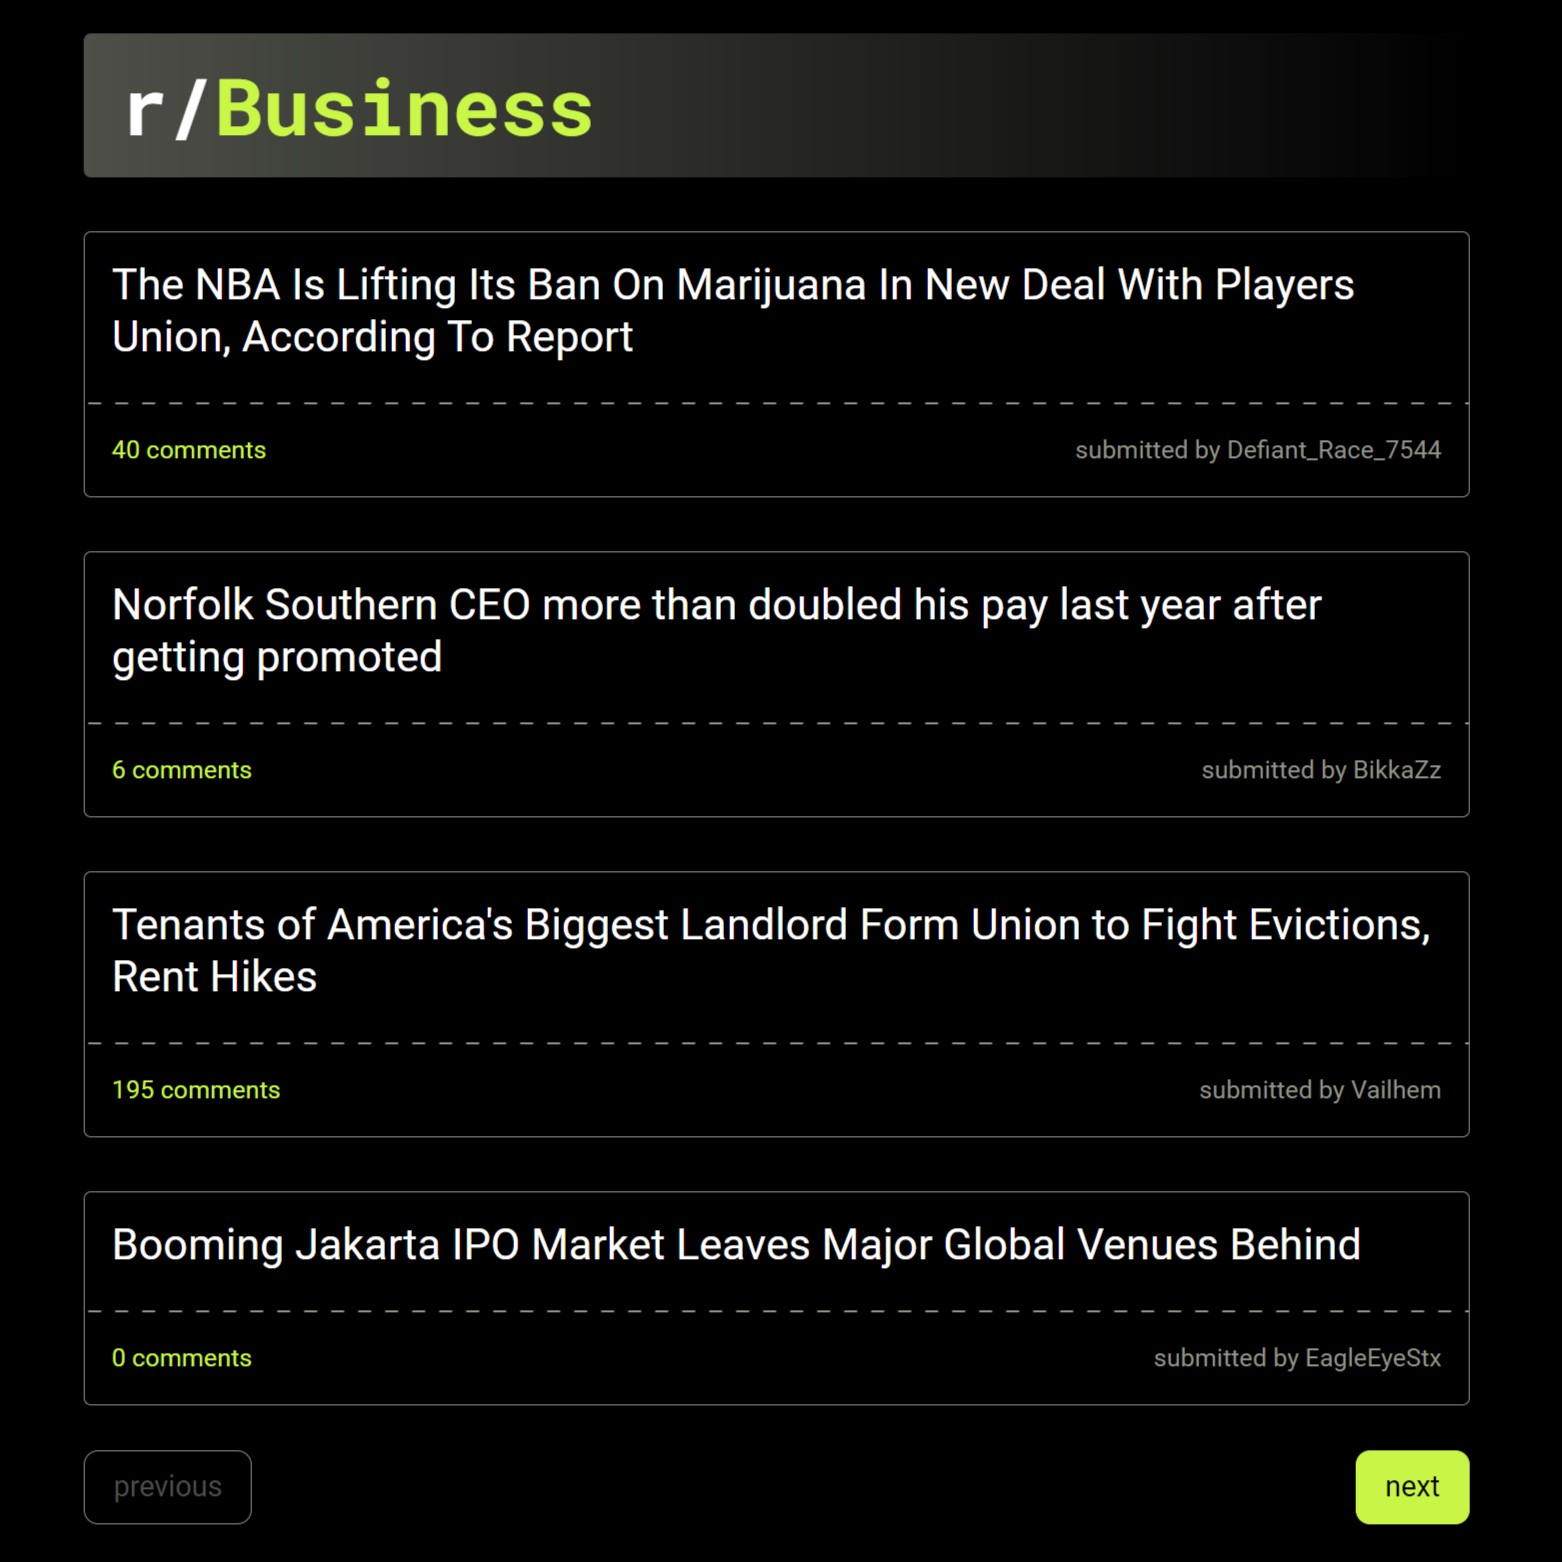 r/Business
The NBA Is Lifting Its Ban On Marijuana In New Deal With Players
Union, According To Report
40 comments
submitted by Defiant_Race_7544
Norfolk Southern CEO more than doubled his pay last year after
getting promoted
6 comments
submitted by BikkaZz
Tenants of America's Biggest Landlord Form Union to Fight Evictions,
Rent Hikes
195 comments
submitted by Vailhem
Booming Jakarta IPO Market Leaves Major Global Venues Behind
0 comments
submitted by EagleEyeStx
previous
next